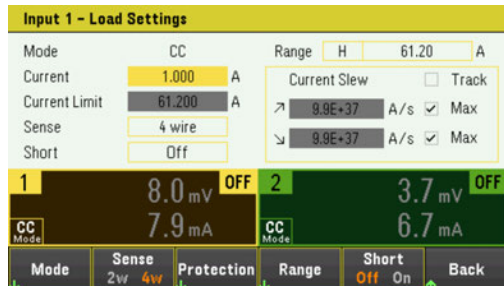 Input 1 - Load Settings
Mode CC Range H 61.20 A
Current 1.000 A Current Slew Track
Current Limit 61.200 A 9.9E+37 A/s Max
Sense 4 wire 9.9E+37 A/s Max
Short Off
1 8.0 mV OFF 2 3.7 mV OFF
CC Mode 7.9 mA CC Mode 6.7 mA
Mode Sense 2w 4w Protection Range Short Off On Back